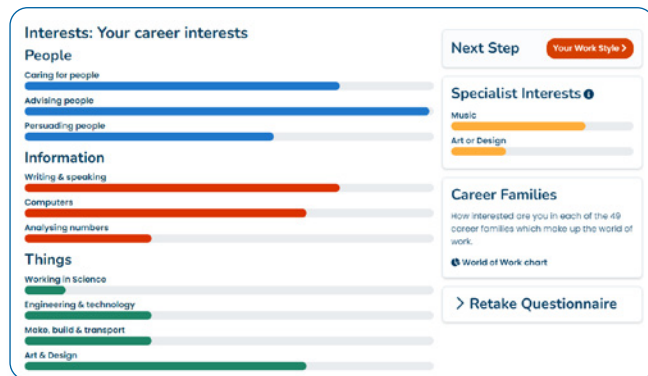 Interests: Your career interests
People
Caring for people
Advising people
Persuading people
Information
Writing & speaking
Computers
Analysing numbers
Things
Working in Science
Engineering & technology
Make, build & transport
Art & Design
Next Step
Your Work Style >
Specialist Interests
Music
Art or Design
Career Families
How interested are you in each of the 49
career families which make up the world of
work.
World of Work chart
> Retake Questionnaire